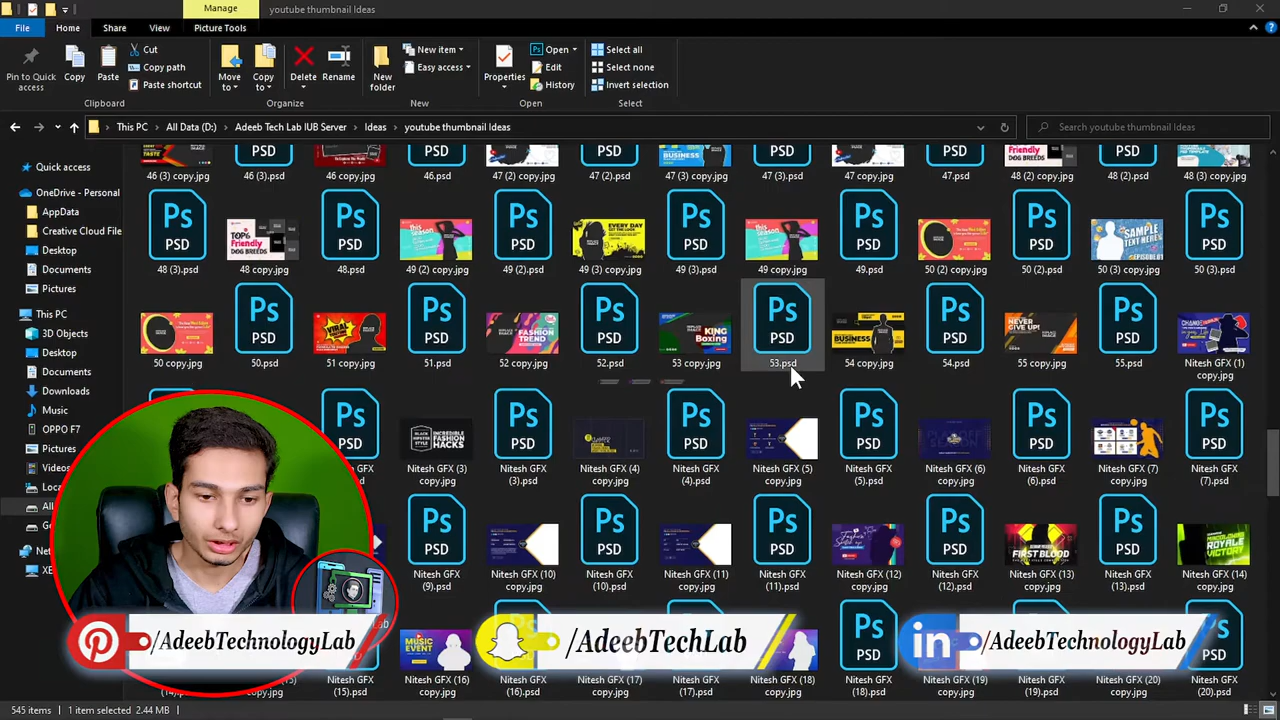 Manage
youtube thumbnail Ideas
File
Home
Share
View
Picture Tools
Pin to Quick access
Copy
Paste
Cut
Copy path
Paste shortcut
Clipboard
Move to
Copy to
Delete
Rename
Organize
New folder
New item
Easy access
New
Properties
Open
Edit
History
Open
Select all
Select none
Invert selection
Select
This PC
All Data (D:)
Adeeb Tech Lab IUB Server
Ideas
youtube thumbnail Ideas
Search youtube thumbnail Ideas
Quick access
OneDrive - Personal
AppData
Creative Cloud File
Desktop
Documents
Pictures
This PC
3D Objects
Desktop
Documents
Downloads
Music
OPPO F7
Pictures
Videos
46 (3) copy.jpg
46 (3).psd
46 copy.jpg
46.psd
47 (2) copy.jpg
47 (2).psd
47 (3) copy.jpg
47 (3).psd
47 copy.jpg
47.psd
48 (2) copy.jpg
48 (2).psd
48 (3) copy.jpg
48 (3).psd
48 copy.jpg
48.psd
49 (2) copy.jpg
49 (2).psd
49 (3) copy.jpg
49 (3).psd
49 copy.jpg
49.psd
50 (2) copy.jpg
50 (2).psd
50 (3) copy.jpg
50 (3).psd
50 copy.jpg
50.psd
51 copy.jpg
51.psd
52 copy.jpg
52.psd
53 copy.jpg
53.psd
54 copy.jpg
54.psd
55 copy.jpg
55.psd
Nitesh GFX (1) copy.jpg
Nitesh GFX (3) copy.jpg
Nitesh GFX (3).psd
Nitesh GFX (4) copy.jpg
Nitesh GFX (4).psd
Nitesh GFX (5) copy.jpg
Nitesh GFX (5).psd
Nitesh GFX (6) copy.jpg
Nitesh GFX (6).psd
Nitesh GFX (7) copy.jpg
Nitesh GFX (7).psd
Nitesh GFX (9).psd
Nitesh GFX (10) copy.jpg
Nitesh GFX (10).psd
Nitesh GFX (11) copy.jpg
Nitesh GFX (11).psd
Nitesh GFX (12) copy.jpg
Nitesh GFX (12).psd
Nitesh GFX (13) copy.jpg
Nitesh GFX (13).psd
Nitesh GFX (14) copy.jpg
/AdeebTechnologyLab
/AdeebTechLab
/AdeebTechnologyLab
Nitesh GFX (15).psd
Nitesh GFX (16) copy.jpg
Nitesh GFX (16).psd
Nitesh GFX (17) copy.jpg
Nitesh GFX (17).psd
Nitesh GFX (18) copy.jpg
Nitesh GFX (18).psd
Nitesh GFX (19) copy.jpg
Nitesh GFX (19).psd
Nitesh GFX (20) copy.jpg
Nitesh GFX (20).psd
545 items
1 item selected 2.44 MB